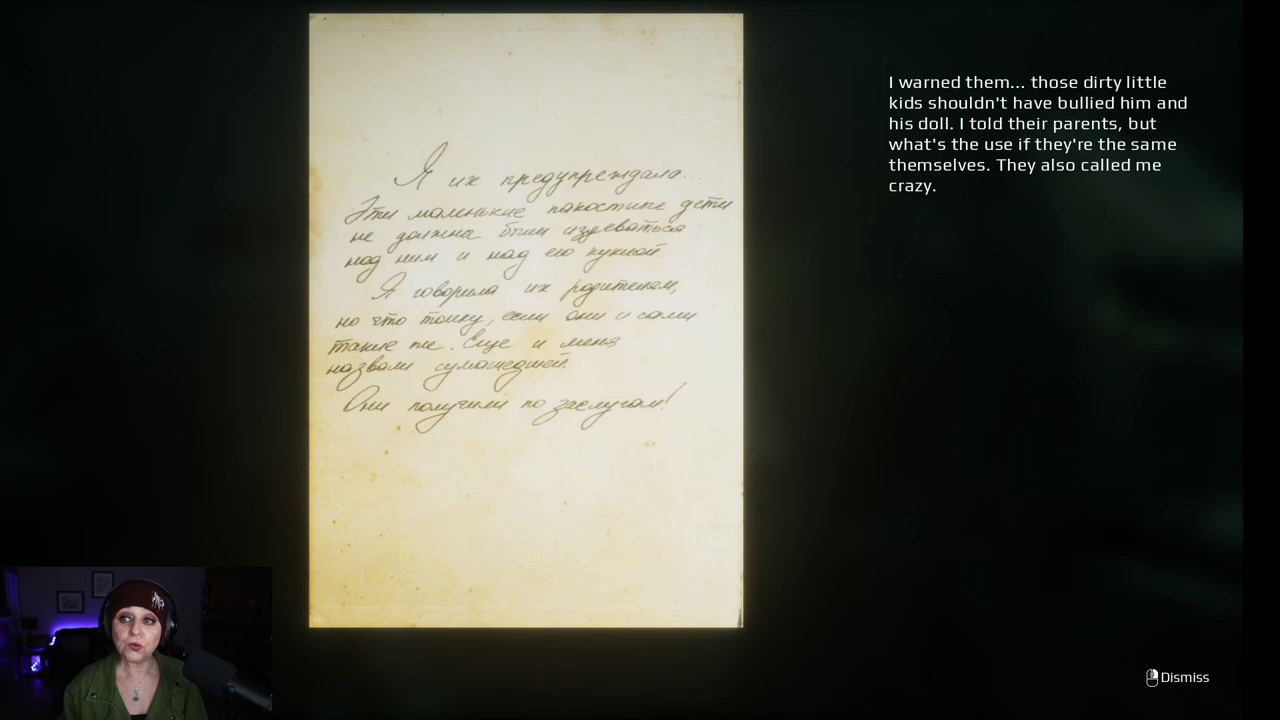 Я их предупреждала...
Эти маленькие пакостные дети
не должны были издеваться
над ним и над его куклой.
Я говорила их родителям,
но что толку, если они и сами
такие же. Еще и меня
назвали сумасшедшей.
Они получили по заслугам!
I warned them... those dirty little
kids shouldn't have bullied him and
his doll. I told their parents, but
what's the use if they're the same
themselves. They also called me
crazy.
Dismiss